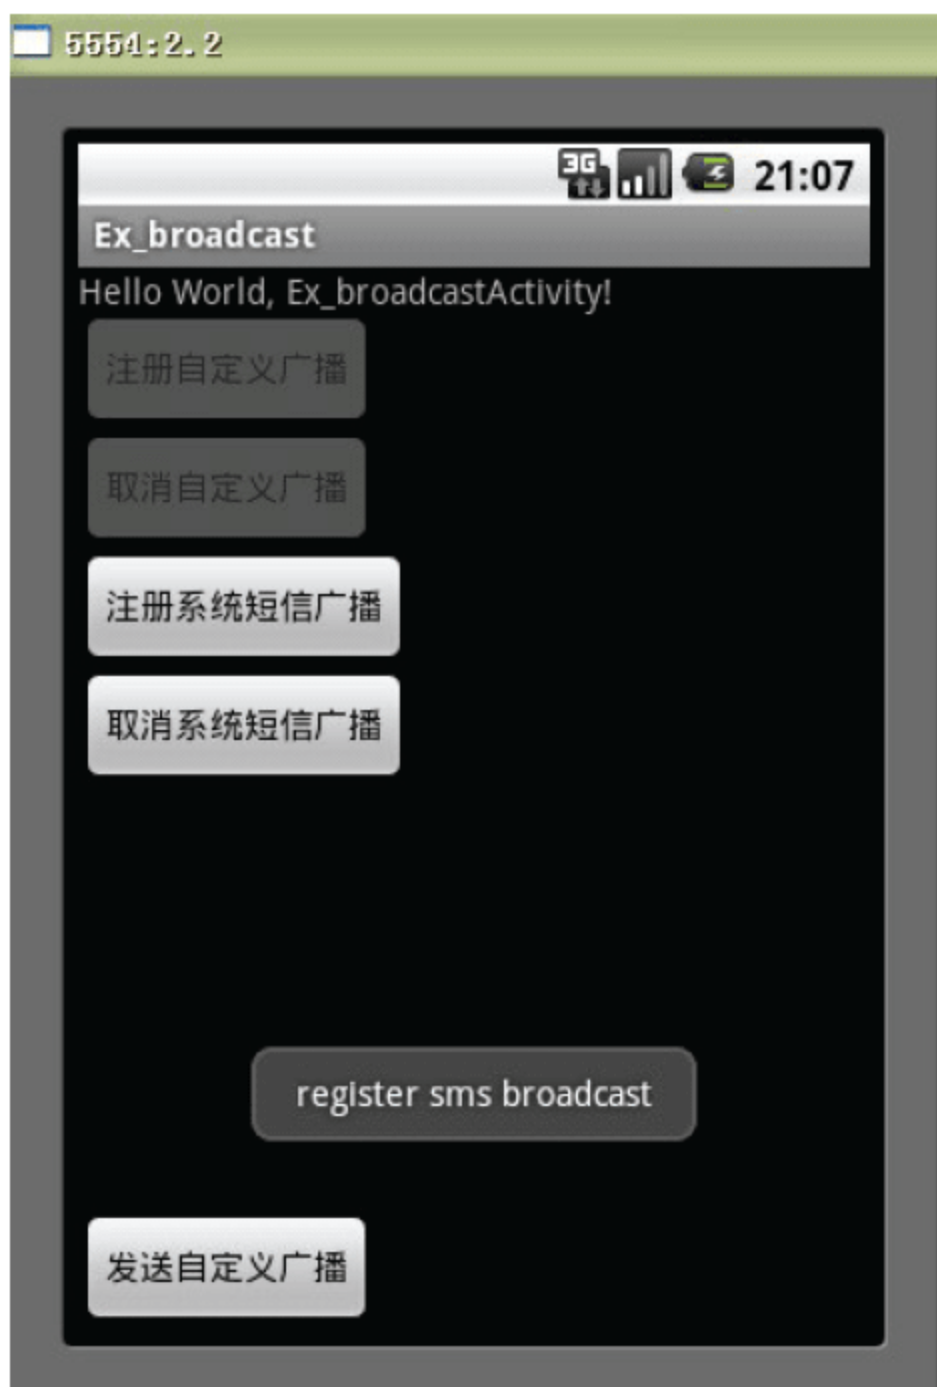 5554:2.2
3G 21:07
Ex_broadcast
Hello World, Ex_broadcastActivity!
注册自定义广播
取消自定义广播
注册系统短信广播
取消系统短信广播
register sms broadcast
发送自定义广播